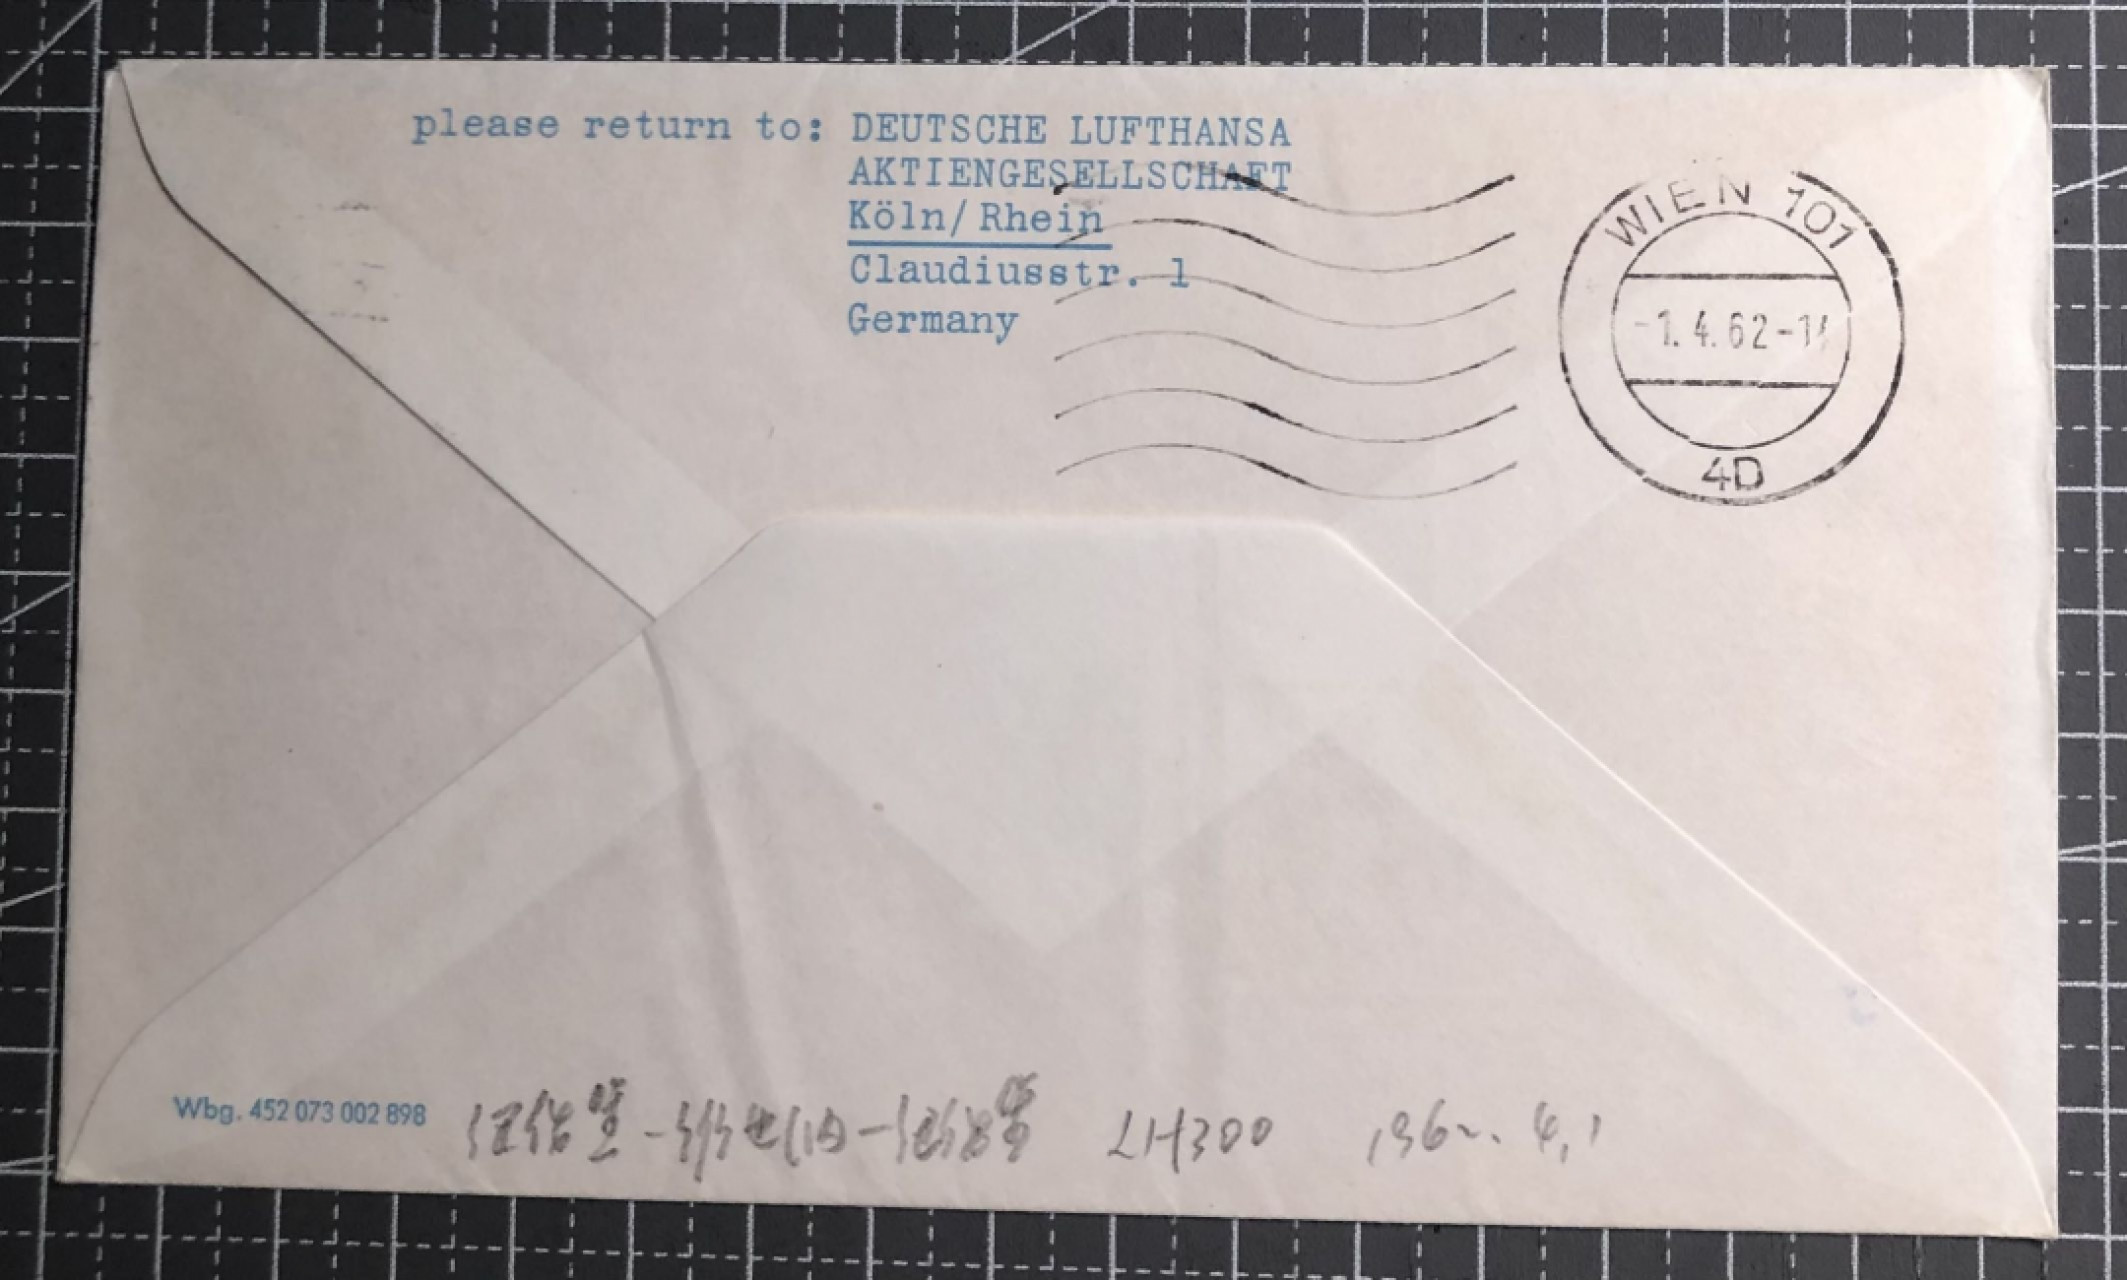 please return to: DEUTSCHE LUFTHANSA
AKTIENGESELLSCHAFT
Köln/Rhein
Claudiusstr. 1
Germany
WIEN 101
-1. 4. 62-1
4D
Wbg. 452 073 002 898
LH300 1962. 4. 1